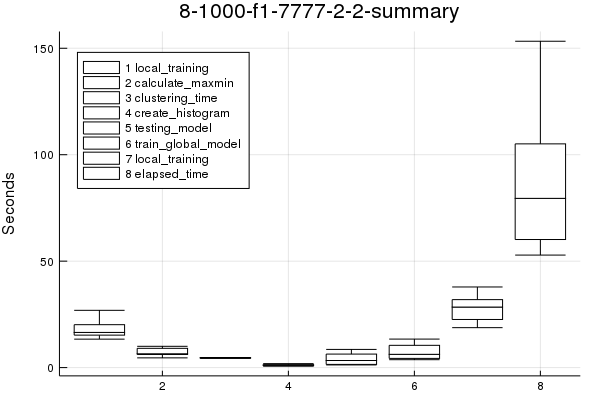 8-1000-f1-7777-2-2-summary
Seconds
150
100
50
0
1 local_training
2 calculate_maxmin
3 clustering_time
4 create_histogram
5 testing_model
6 train_global_model
7 local_training
8 elapsed_time
2
4
6
8